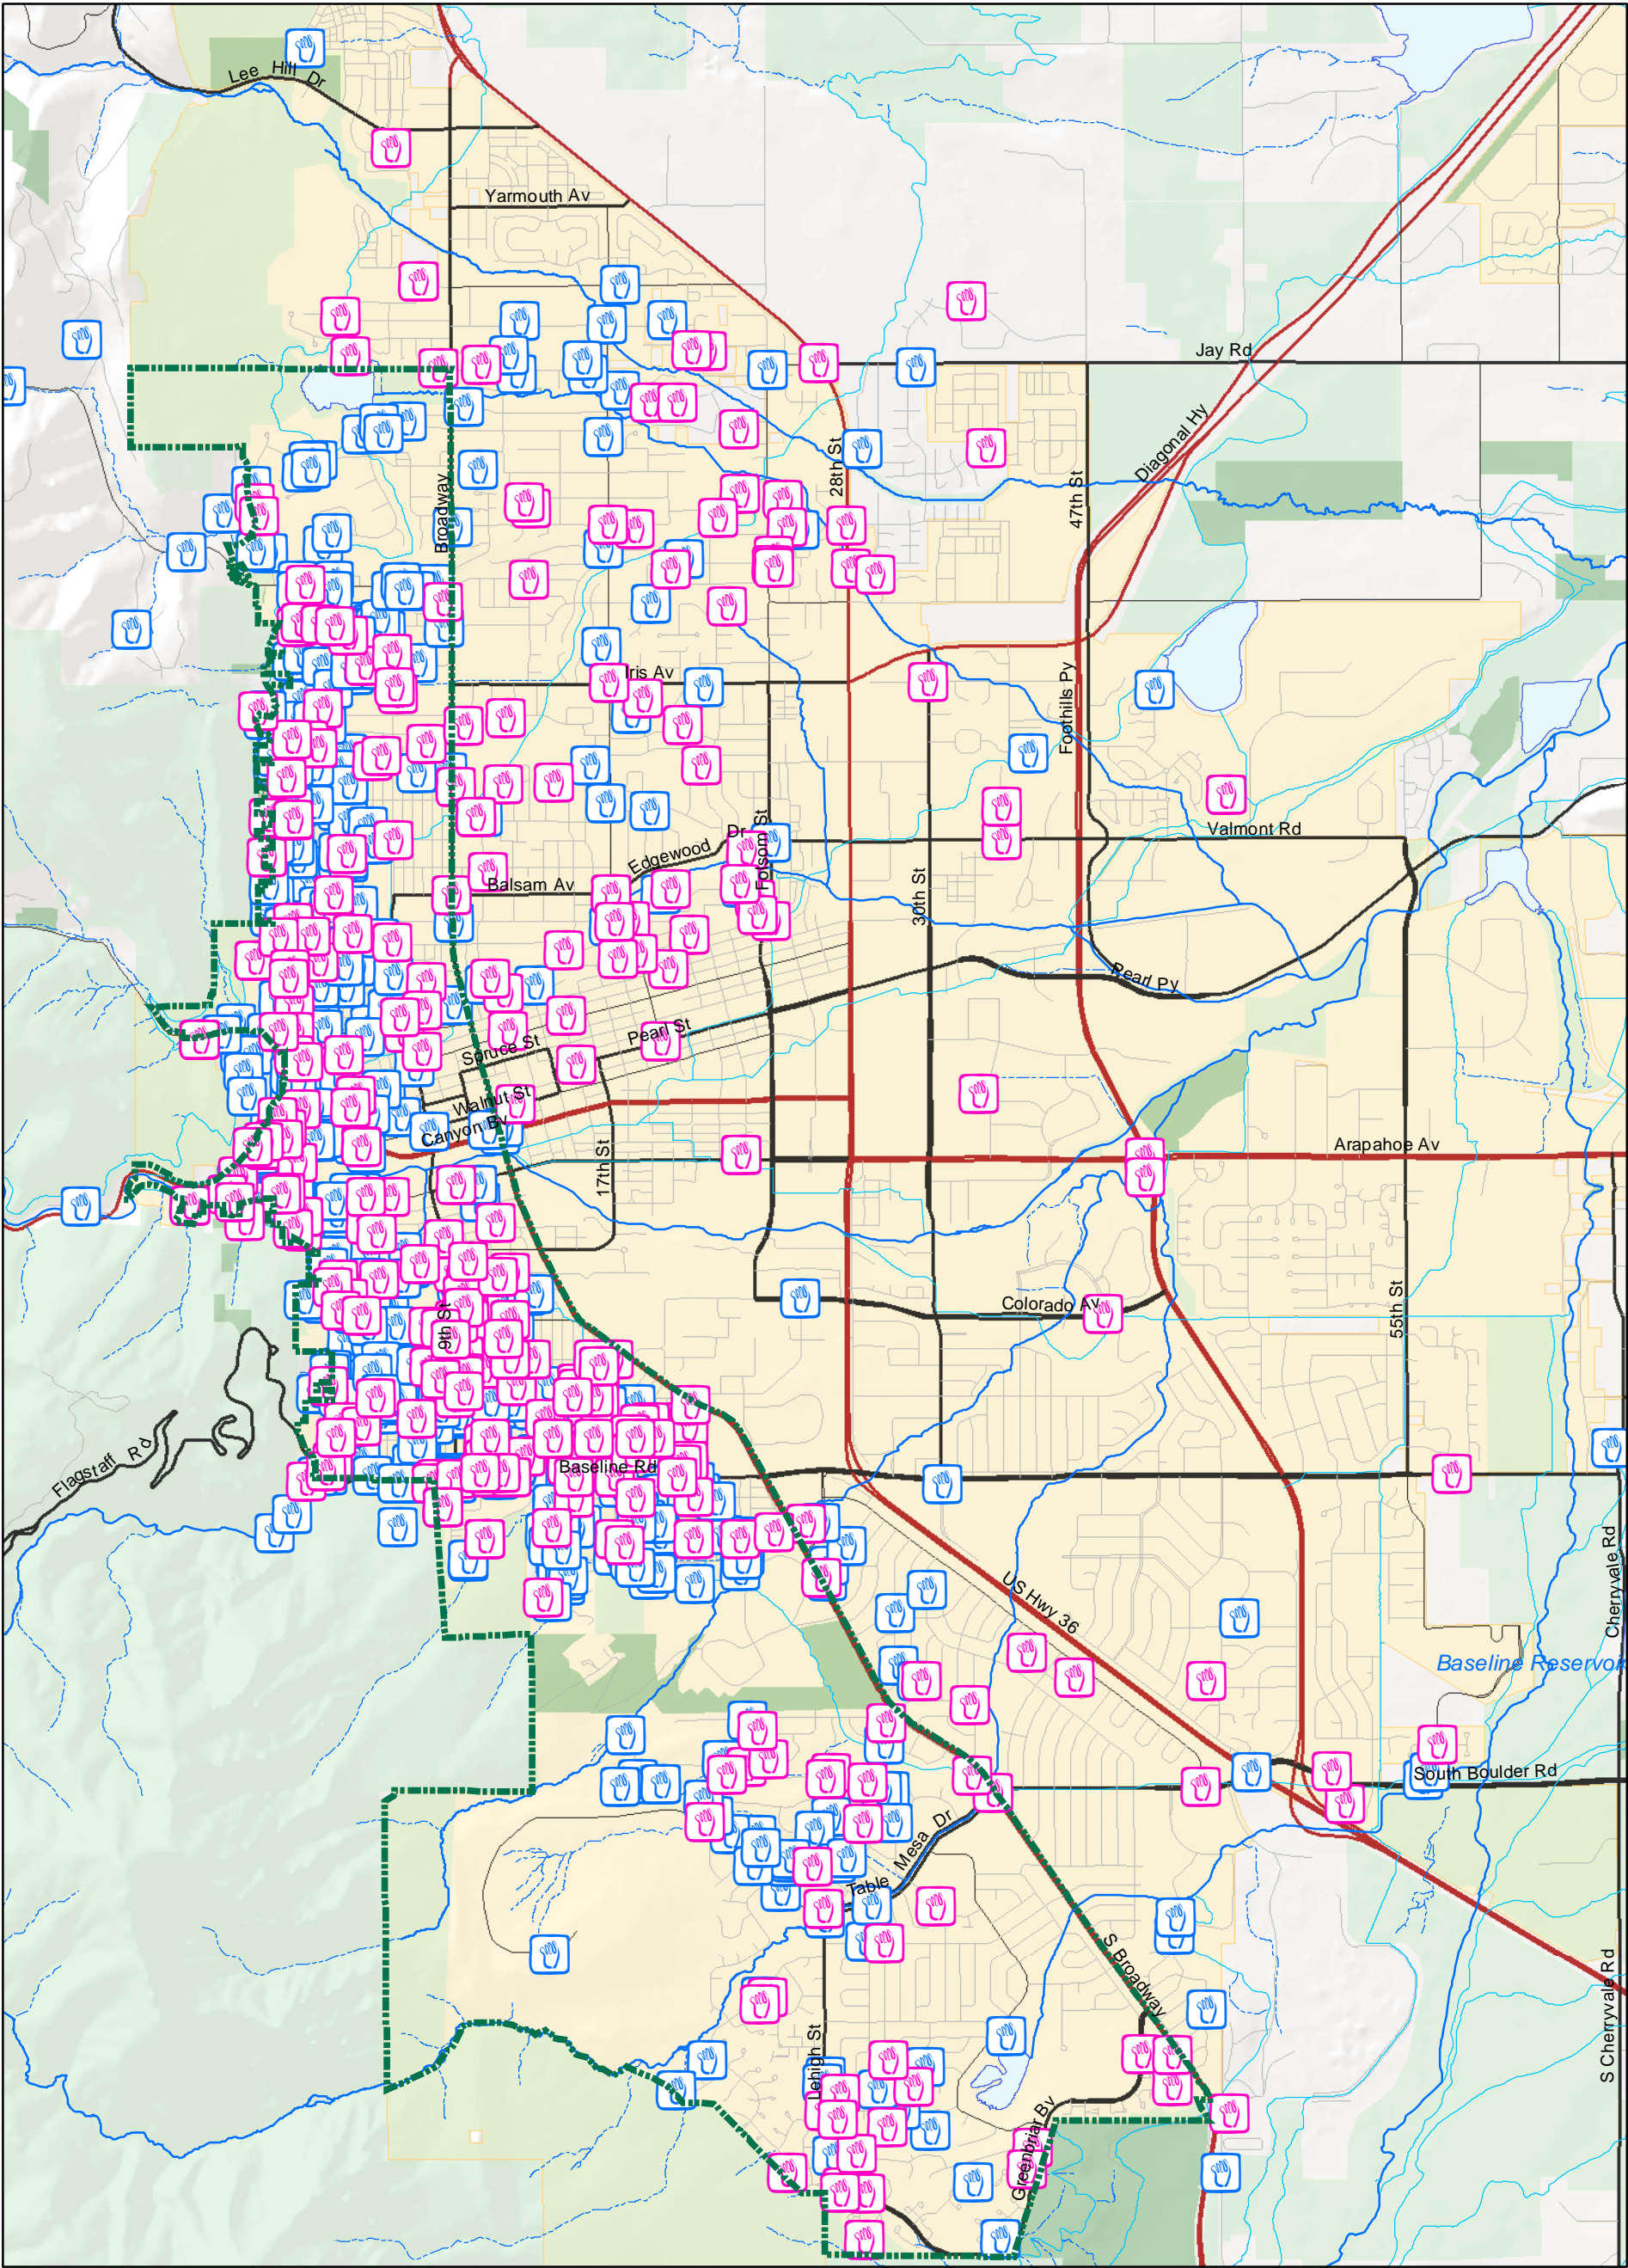 Lee Hill Dr
Yarmouth Av
Jay Rd
Diagonal Hy
28th St
47th St
Broadway
Iris Av
Foothills Py
Valmont Rd
Edgewood Dr
Folsom St
Balsam Av
30th St
Pearl Py
Pearl St
Spruce St
Walnut St
Canyon Bv
Arapahoe Av
17th St
Colorado Av
55th St
9th St
Flagstaff Rd
Baseline Rd
US Hwy 36
Cherryvale Rd
Baseline Reservoir
South Boulder Rd
Table Mesa Dr
S Broadway
S Cherryvale Rd
Lehigh St
Greenbriar Bv